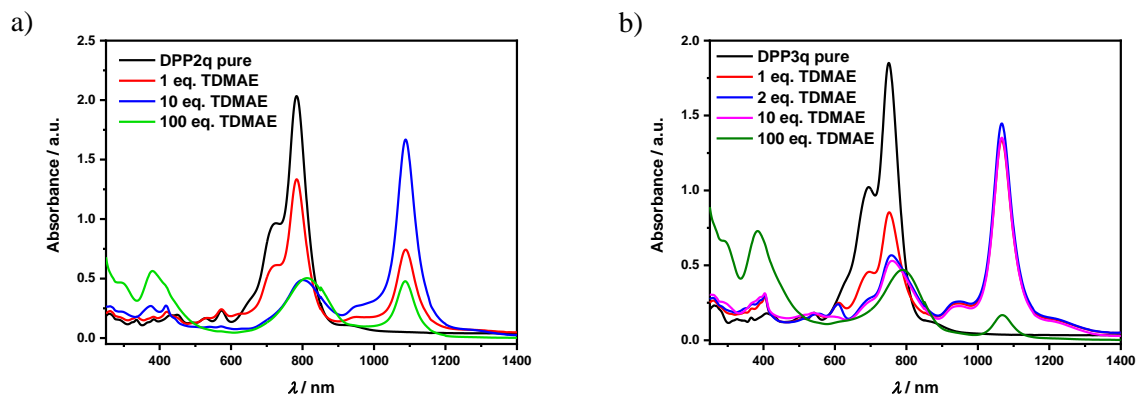 a)
2.5
2.0
1.5
1.0
0.5
0.0
Absorbance / a.u.
DPP2q pure
1 eq. TDMAE
10 eq. TDMAE
100 eq. TDMAE
400 600 800 1000 1200 1400
λ / nm
b)
2.0
1.5
1.0
0.5
0.0
Absorbance / a.u.
DPP3q pure
1 eq. TDMAE
2 eq. TDMAE
10 eq. TDMAE
100 eq. TDMAE
400 600 800 1000 1200 1400
λ / nm